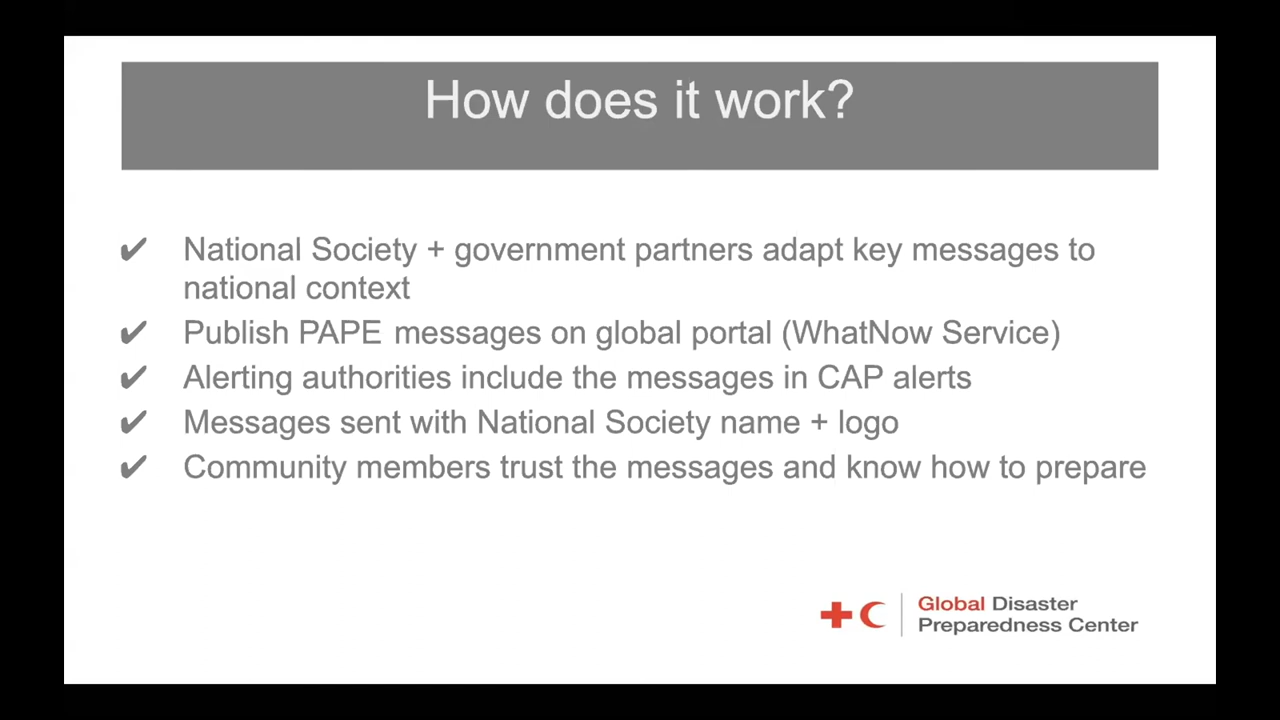 How does it work?
✔ National Society + government partners adapt key messages to
national context
✔ Publish PAPE messages on global portal (WhatNow Service)
✔ Alerting authorities include the messages in CAP alerts
✔ Messages sent with National Society name + logo
✔ Community members trust the messages and know how to prepare
Global Disaster
Preparedness Center